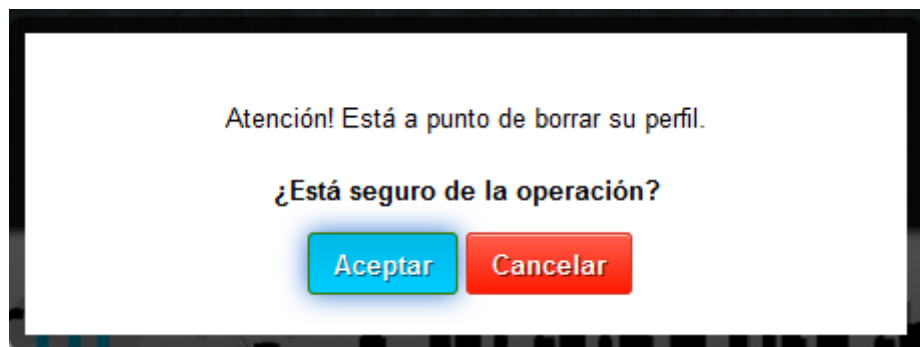 Atención! Está a punto de borrar su perfil.
¿Está seguro de la operación?
Aceptar Cancelar